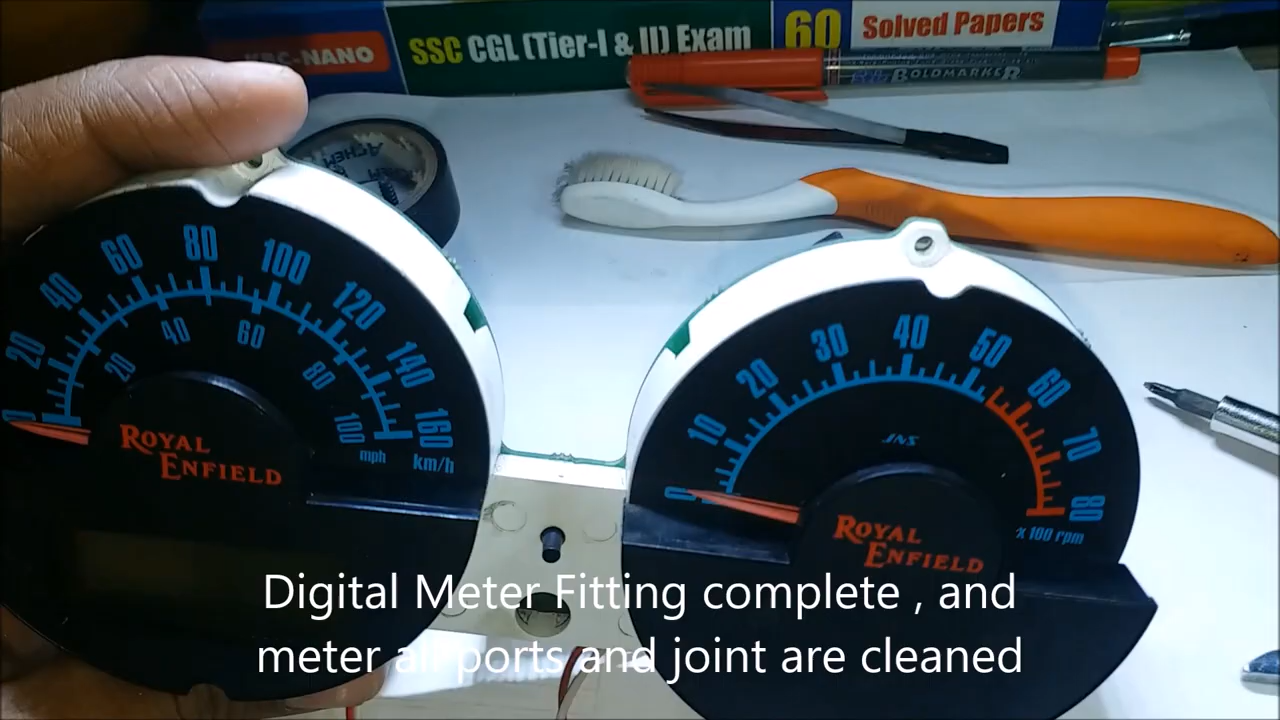 SSC CGL (Tier-I & II) Exam
60
Solved Papers
BOLDMARKER
-NANO
20
40
60
80
100
120
140
160
0
20
40
60
80
100
mph
km/h
ROYAL
ENFIELD
0
10
20
30
40
50
60
70
80
JNS
x 100 rpm
ROYAL
ENFIELD
Digital Meter Fitting complete , and
meter all ports and joint are cleaned